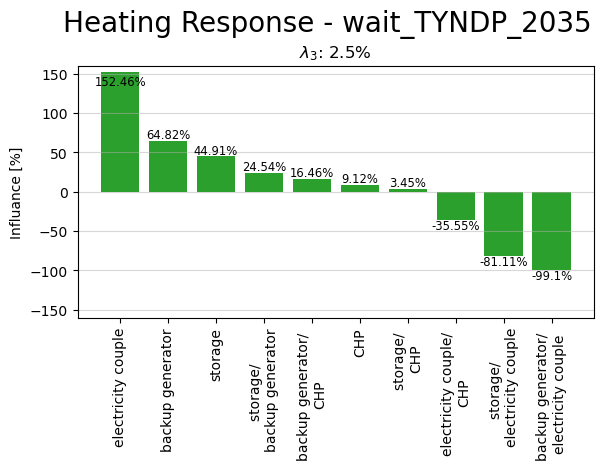 Heating Response - wait_TYNDP_2035
λ3: 2.5%
Influance [%]
150
100
50
0
−50
−100
−150
152.46%
64.82%
44.91%
24.54%
16.46%
9.12%
3.45%
-35.55%
-81.11%
-99.1%
electricity couple
backup generator
storage
storage/
backup generator
backup generator/
CHP
CHP
storage/
CHP
electricity couple/
CHP
storage/
electricity couple
backup generator/
electricity couple